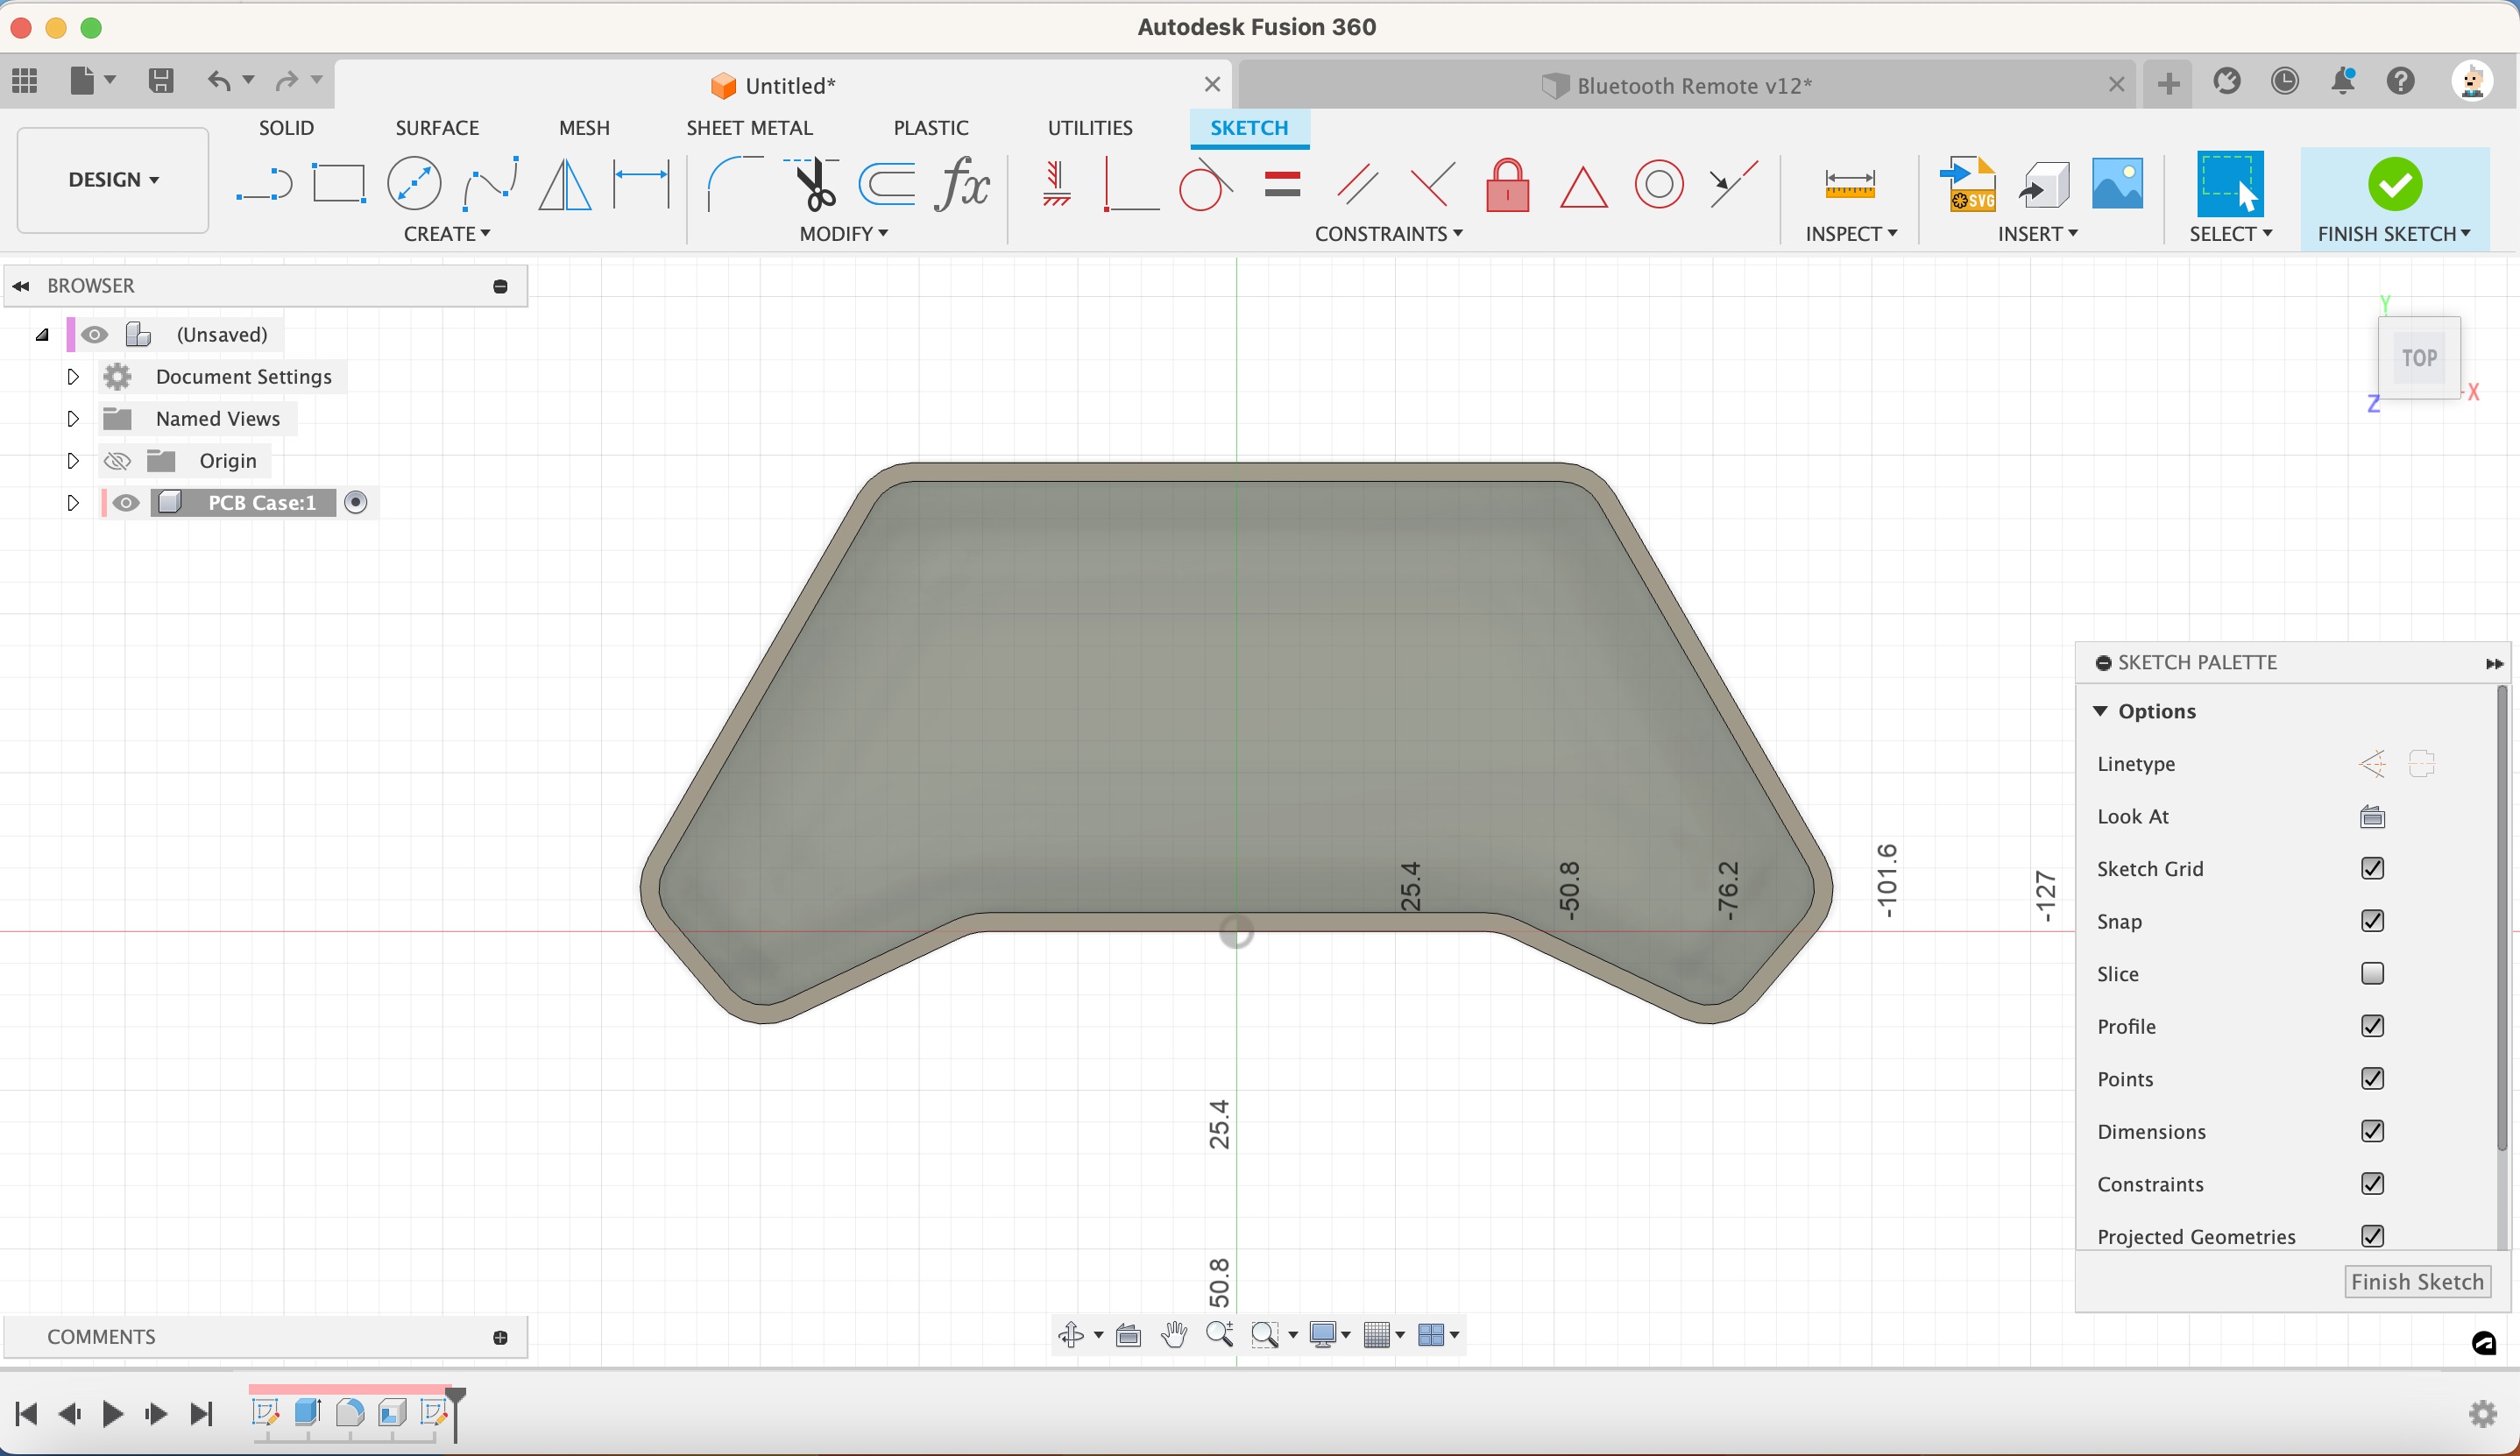 Autodesk Fusion 360
Untitled*
Bluetooth Remote v12*
SOLID SURFACE MESH SHEET METAL PLASTIC UTILITIES SKETCH
DESIGN
fx
SVG
CREATE MODIFY CONSTRAINTS INSPECT INSERT SELECT FINISH SKETCH
BROWSER
(Unsaved)
Document Settings
Named Views
Origin
PCB Case:1
Y
TOP
X
Z
25.4
-50.8
-76.2
-101.6
-127
25.4
50.8
SKETCH PALETTE
Options
Linetype
Look At
Sketch Grid
Snap
Slice
Profile
Points
Dimensions
Constraints
Projected Geometries
Finish Sketch
COMMENTS